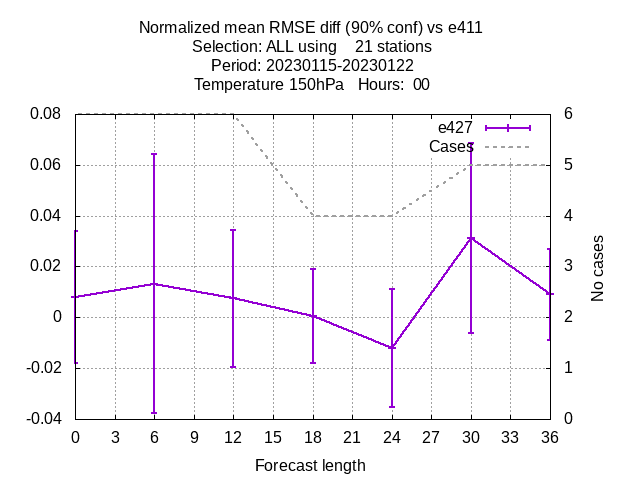 Normalized mean RMSE diff (90% conf) vs e411
Selection: ALL using    21 stations
Period: 20230115-20230122
Temperature 150hPa   Hours:  00
0.08
0.06
0.04
0.02
0
-0.02
-0.04
6
5
4
3
2
1
0
e427
Cases
No cases
0 3 6 9 12 15 18 21 24 27 30 33 36
Forecast length